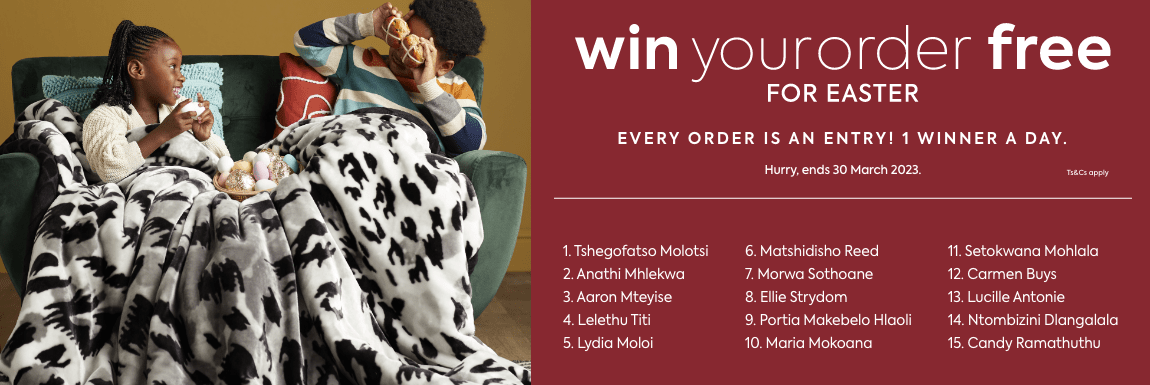 win your order free
FOR EASTER
EVERY ORDER IS AN ENTRY! 1 WINNER A DAY.
Hurry, ends 30 March 2023.
Ts&Cs apply
1. Tshegofatso Molotsi
2. Anathi Mhlekwa
3. Aaron Mteyise
4. Lelethu Titi
5. Lydia Moloi
6. Matshidisho Reed
7. Morwa Sothoane
8. Ellie Strydom
9. Portia Makebelo Hlaoli
10. Maria Mokoana
11. Setokwana Mohlala
12. Carmen Buys
13. Lucille Antonie
14. Ntombizini Dlangalala
15. Candy Ramathuthu